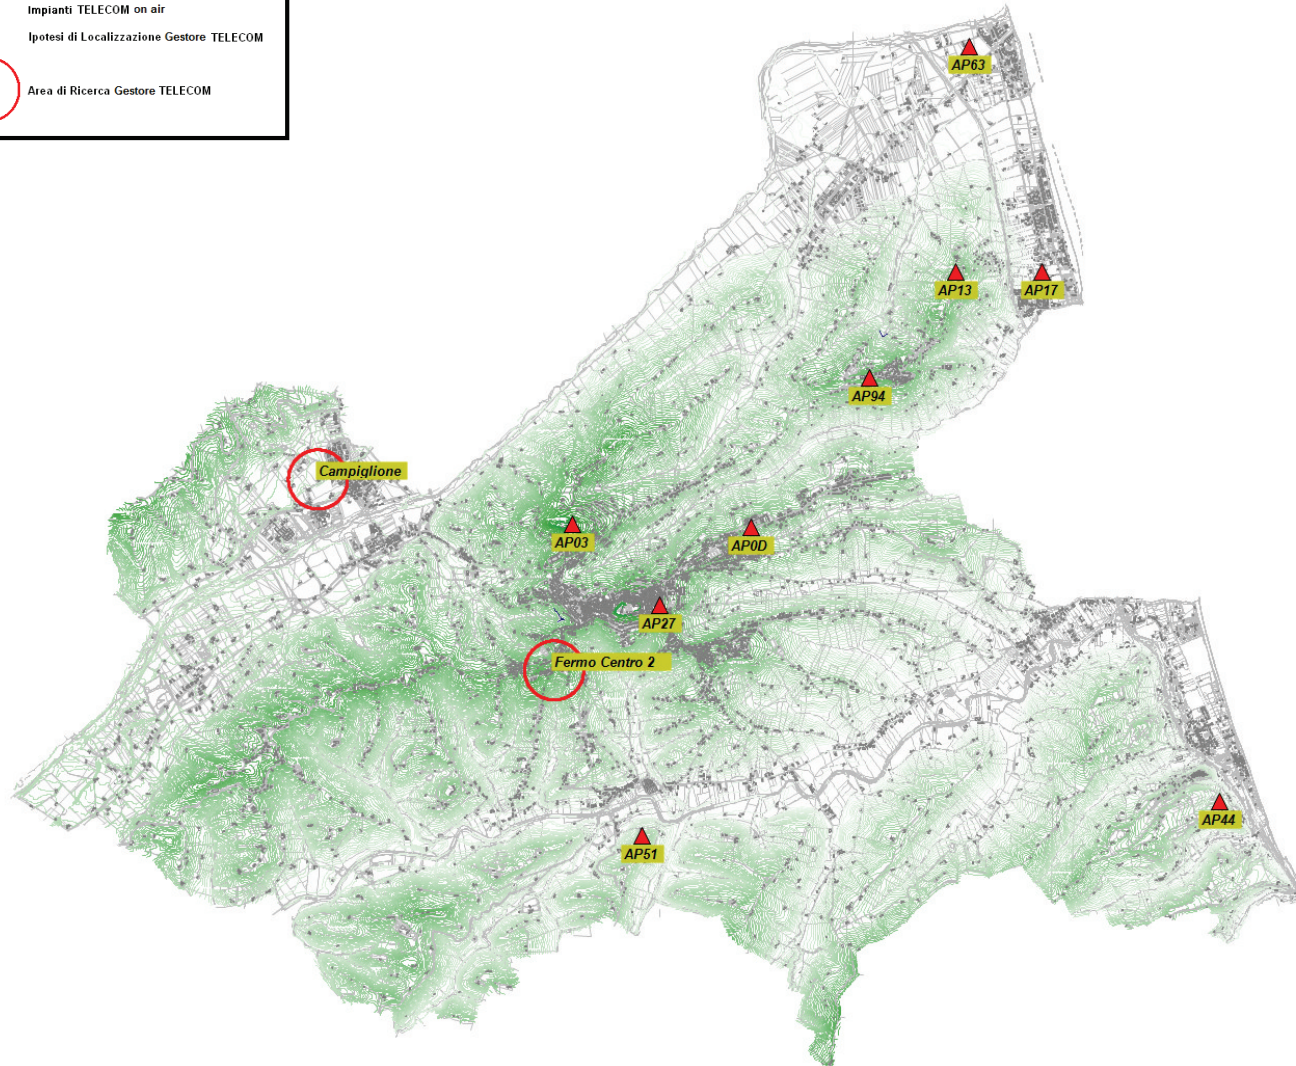 Impianti TELECOM on air
Ipotesi di Localizzazione Gestore TELECOM
Area di Ricerca Gestore TELECOM
AP63
AP13
AP17
AP94
Campiglione
AP03
AP0D
AP27
Fermo Centro 2
AP44
AP51